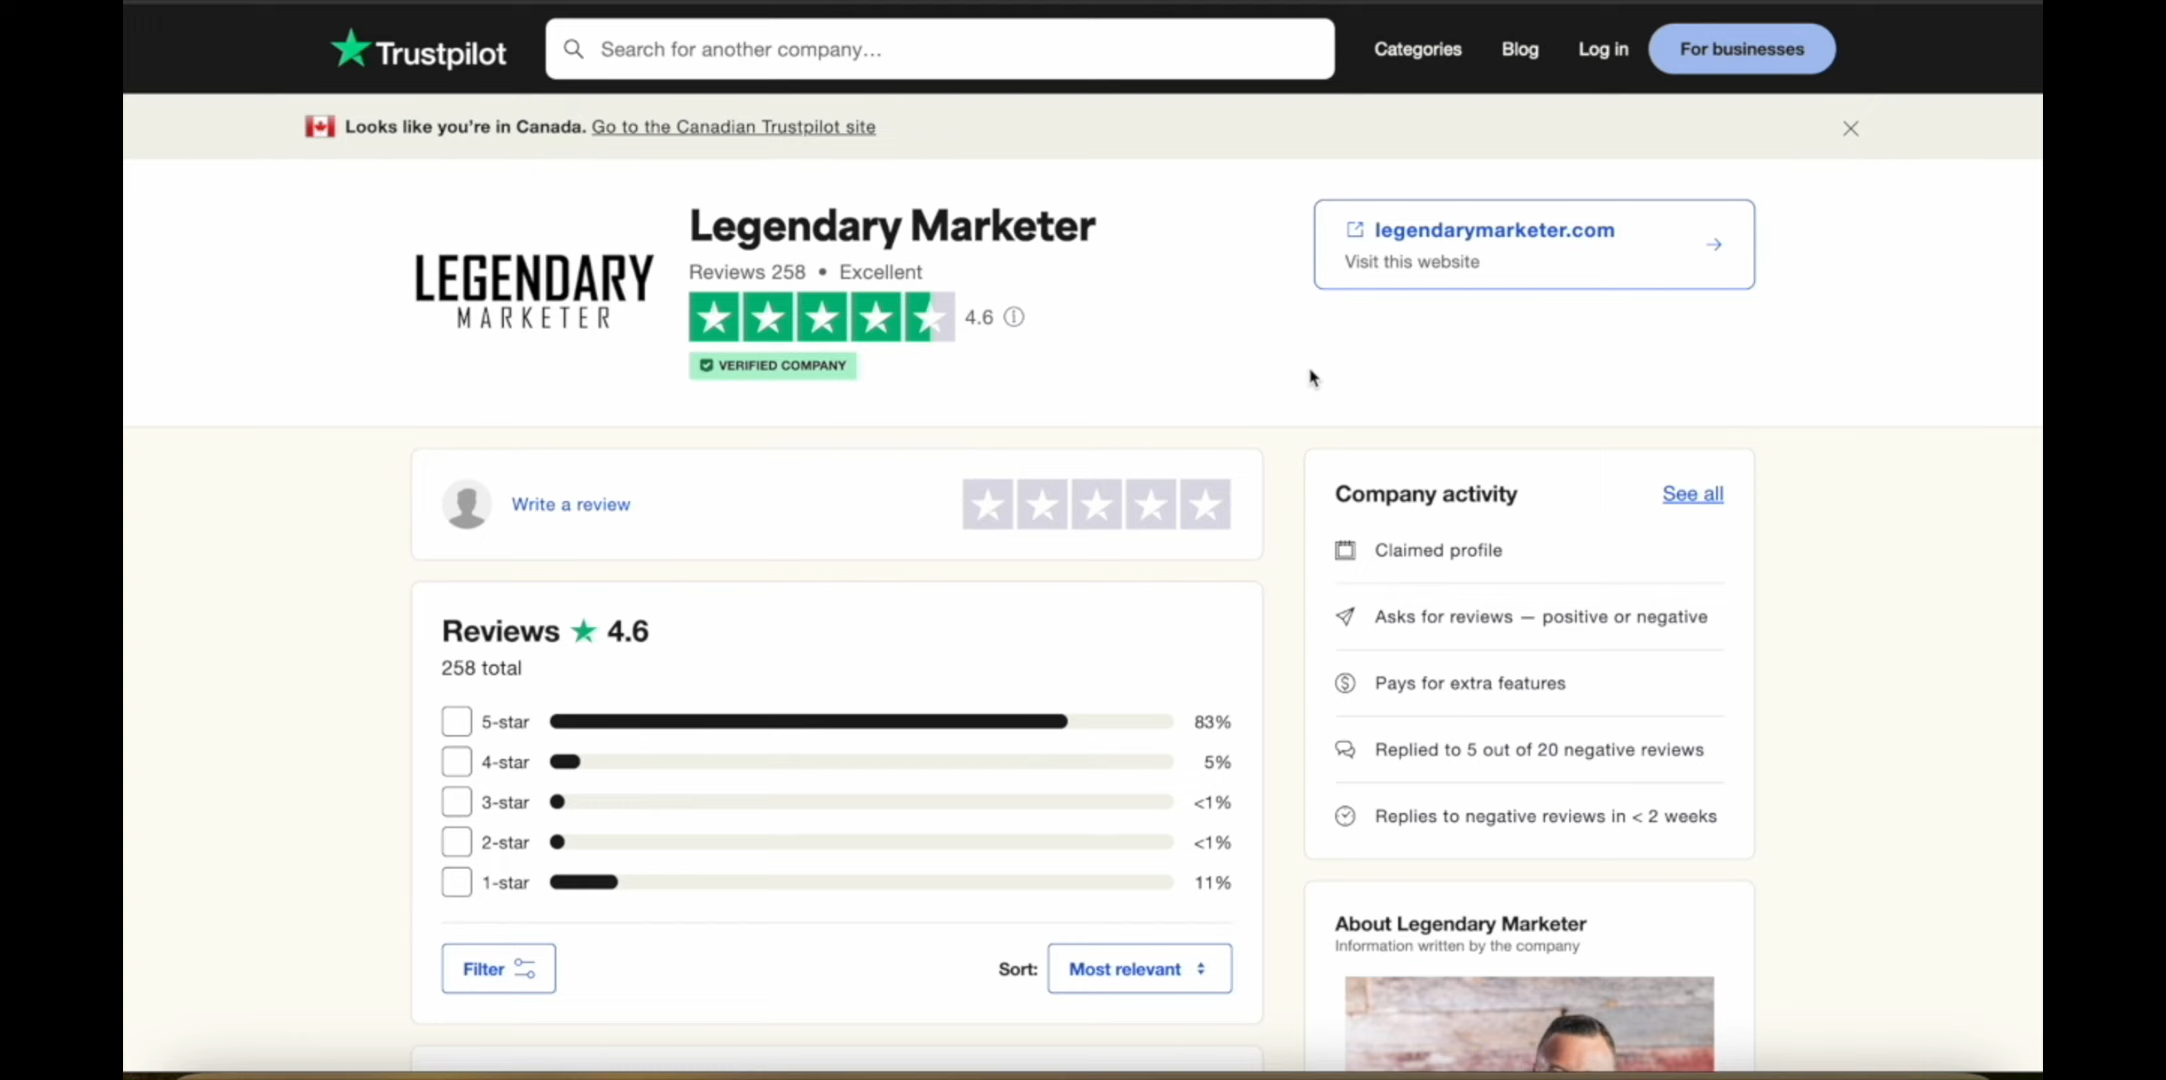 Trustpilot
Search for another company...
Categories
Blog
Log in
For businesses
Looks like you're in Canada. Go to the Canadian Trustpilot site
LEGENDARY
MARKETER
Legendary Marketer
Reviews 258 • Excellent
4.6
VERIFIED COMPANY
legendarymarketer.com
Visit this website
Write a review
Reviews ★ 4.6
258 total
5-star 83%
4-star 5%
3-star <1%
2-star <1%
1-star 11%
Filter
Sort: Most relevant
Company activity
See all
Claimed profile
Asks for reviews — positive or negative
Pays for extra features
Replied to 5 out of 20 negative reviews
Replies to negative reviews in < 2 weeks
About Legendary Marketer
Information written by the company